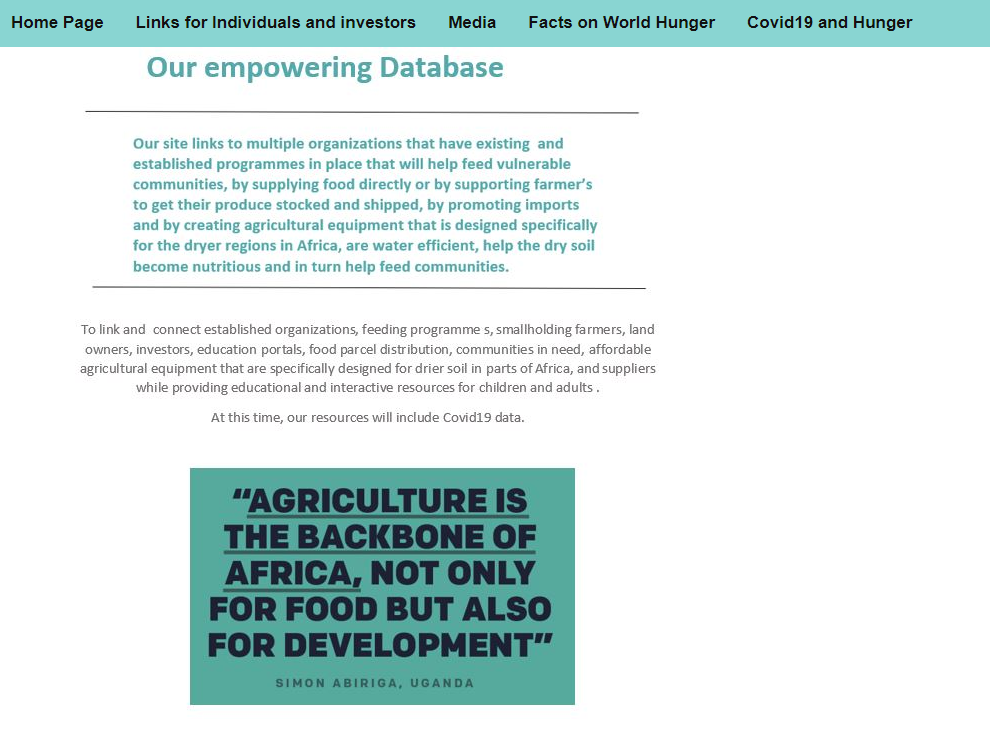 Home Page Links for Individuals and investors Media Facts on World Hunger Covid19 and Hunger
Our empowering Database
Our site links to multiple organizations that have existing  and
established programmes in place that will help feed vulnerable
communities, by supplying food directly or by supporting farmer’s
to get their produce stocked and shipped, by promoting imports
and by creating agricultural equipment that is designed specifically
for the dryer regions in Africa, are water efficient, help the dry soil
become nutritious and in turn help feed communities.
To link and  connect established organizations, feeding programme s, smallholding farmers, land
owners, investors, education portals, food parcel distribution, communities in need, affordable
agricultural equipment that are specifically designed for drier soil in parts of Africa, and suppliers
while providing educational and interactive resources for children and adults .
At this time, our resources will include Covid19 data.
“AGRICULTURE IS
THE BACKBONE OF
AFRICA, NOT ONLY
FOR FOOD BUT ALSO
FOR DEVELOPMENT”
SIMON ABIRIGA, UGANDA